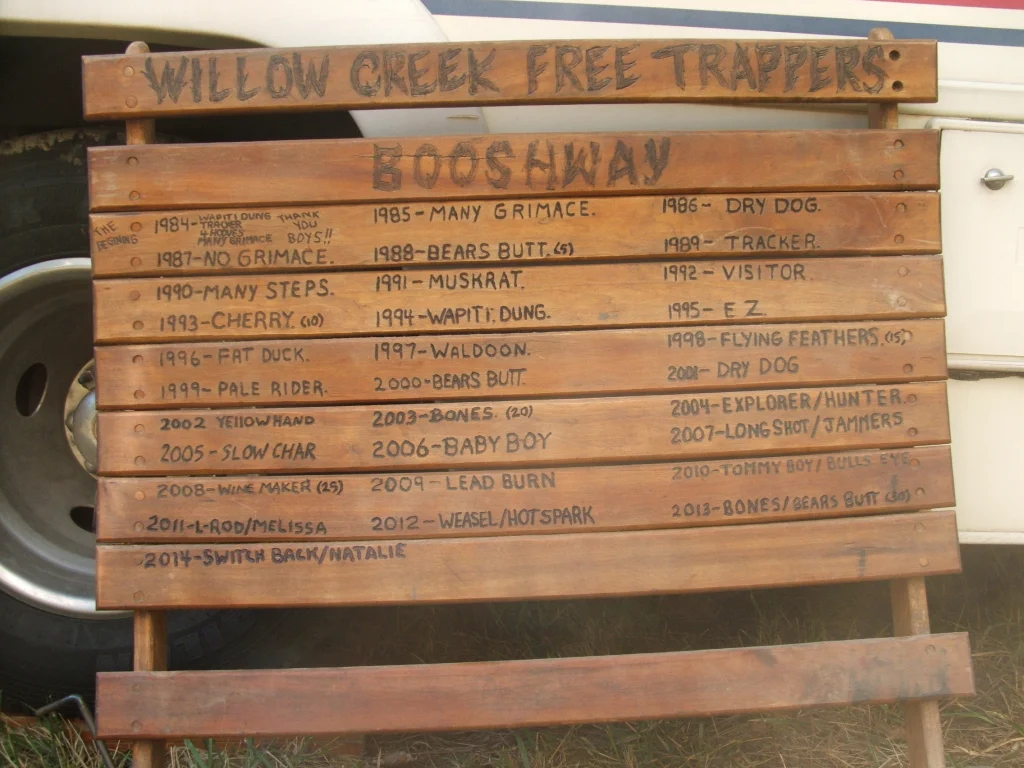 WILLOW CREEK FREE TRAPPERS
BOOSHWAY
THE BEGINING
1984- WAPITI DUNG TRACKER 4 HOOVES MANY GRIMACE THANK YOU BOYS!!
1985- MANY GRIMACE.
1986- DRY DOG.
1987-NO GRIMACE.
1988-BEARS BUTT. (5)
1989- TRACKER.
1990-MANY STEPS.
1991-MUSKRAT.
1992-VISITOR.
1993-CHERRY. (10)
1994-WAPITI. DUNG.
1995- E Z
1996-FAT DUCK.
1997-WALDOON.
1998-FLYING FEATHERS. (15)
1999- PALE RIDER.
2000-BEARS BUTT.
2001- DRY DOG
2002 YELLOWHAND
2003-BONES. (20)
2004-EXPLORER/HUNTER.
2005-SLOW CHAR
2006-BABY BOY
2007-LONGSHOT/JAMMERS
2008-WINE MAKER (25)
2009-LEAD BURN
2010-TOMMY BOY/BULLS EYE
2011-L-ROD/MELISSA
2012-WEASEL/HOTSPARK
2013-BONES/BEARS BUTT (30)
2014-SWITCH BACK/NATALIE